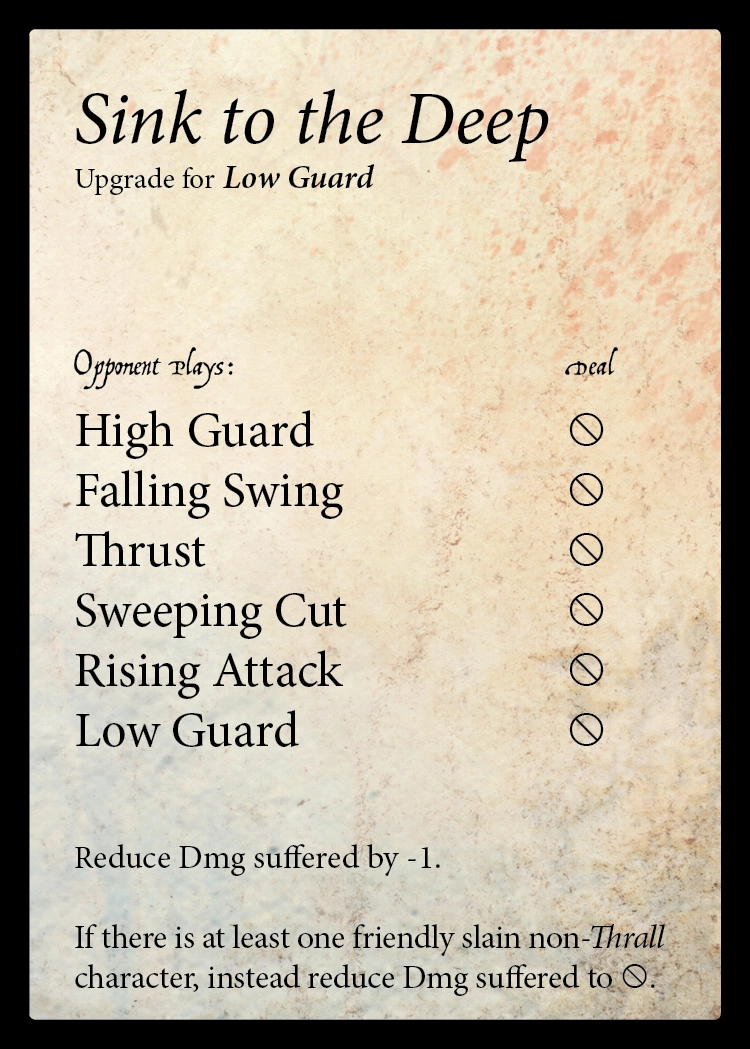 Sink to the Deep
Upgrade for Low Guard
Opponent Plays: Deal
High Guard 🛇
Falling Swing 🛇
Thrust 🛇
Sweeping Cut 🛇
Rising Attack 🛇
Low Guard 🛇
Reduce Dmg suffered by -1.
If there is at least one friendly slain non-Thrall
character, instead reduce Dmg suffered to 🛇.